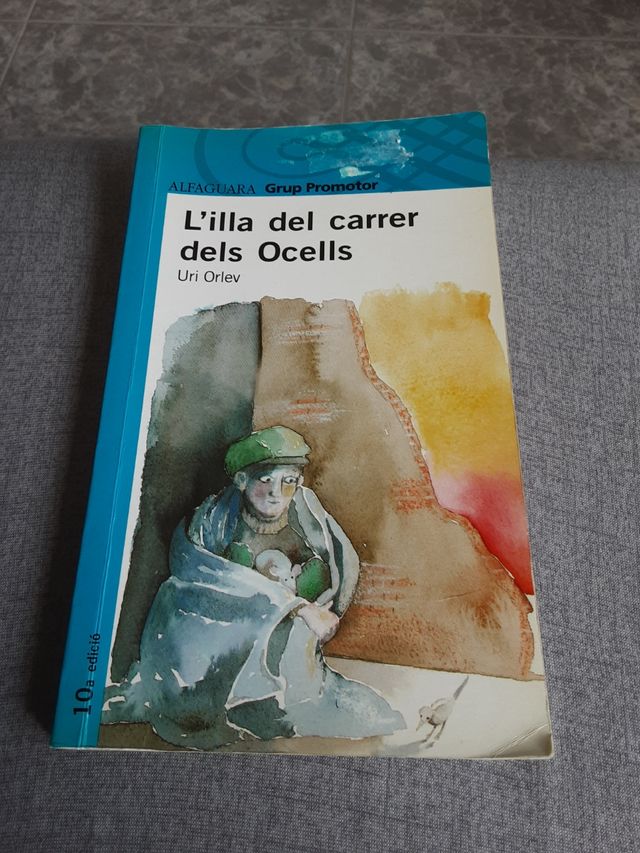 ALFAGUARA Grup Promotor
L'illa del carrer
dels Ocells
Uri Orlev
10a edició